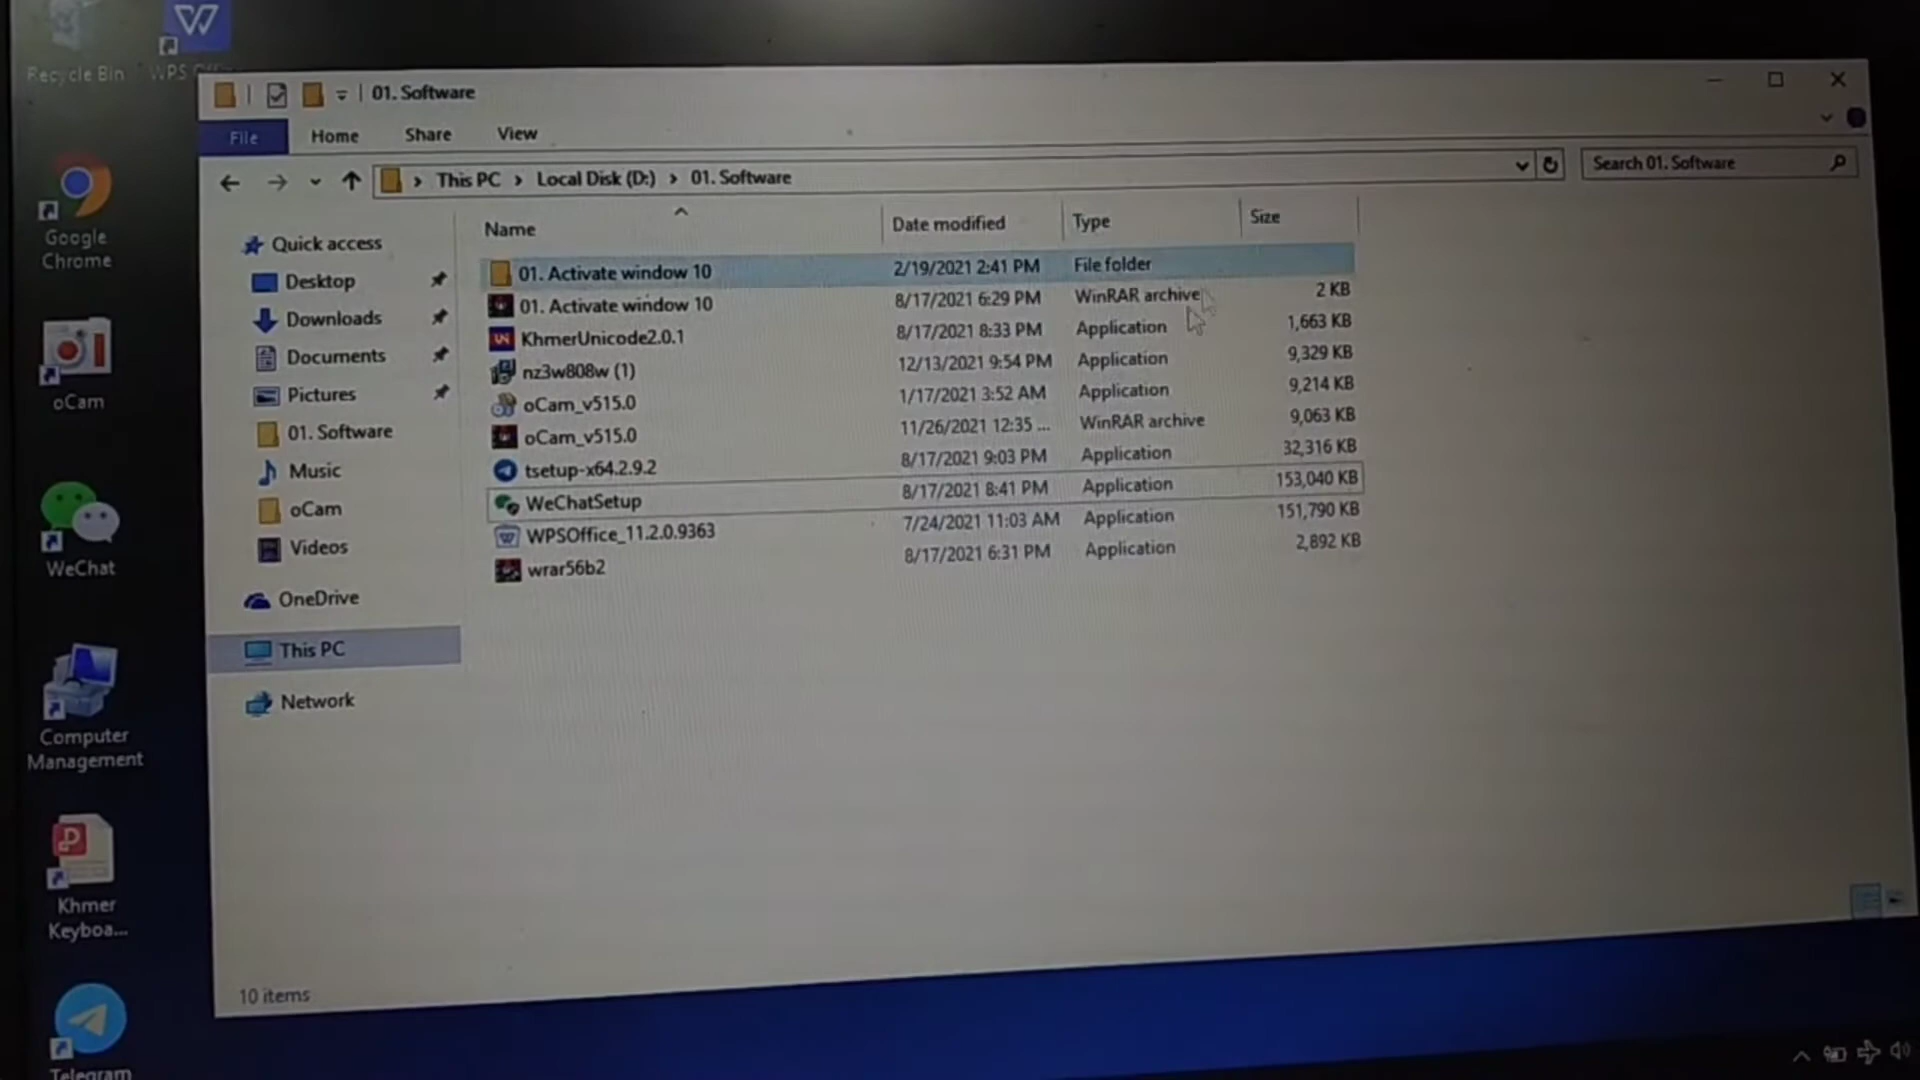 Recycle Bin
WPS
01. Software
File Home Share View
This PC Local Disk (D:) 01. Software
Search 01. Software
Name Date modified Type Size
01. Activate window 10 2/19/2021 2:41 PM File folder
01. Activate window 10 8/17/2021 6:29 PM WinRAR archive 2 KB
KhmerUnicode2.0.1 8/17/2021 8:33 PM Application 1,663 KB
nz3w808w (1) 12/13/2021 9:54 PM Application 9,329 KB
oCam_v515.0 1/17/2021 3:52 AM Application 9,214 KB
oCam_v515.0 11/26/2021 12:35 ... WinRAR archive 9,063 KB
tsetup-x64.2.9.2 8/17/2021 9:03 PM Application 32,316 KB
WeChatSetup 8/17/2021 8:41 PM Application 153,040 KB
WPSOffice_11.2.0.9363 7/24/2021 11:03 AM Application 151,790 KB
wrar56b2 8/17/2021 6:31 PM Application 2,892 KB
Quick access
Desktop
Downloads
Documents
Pictures
01. Software
Music
oCam
Videos
OneDrive
This PC
Network
10 items
Google
Chrome
oCam
WeChat
Computer
Management
Khmer
Keyboa...
Telegram